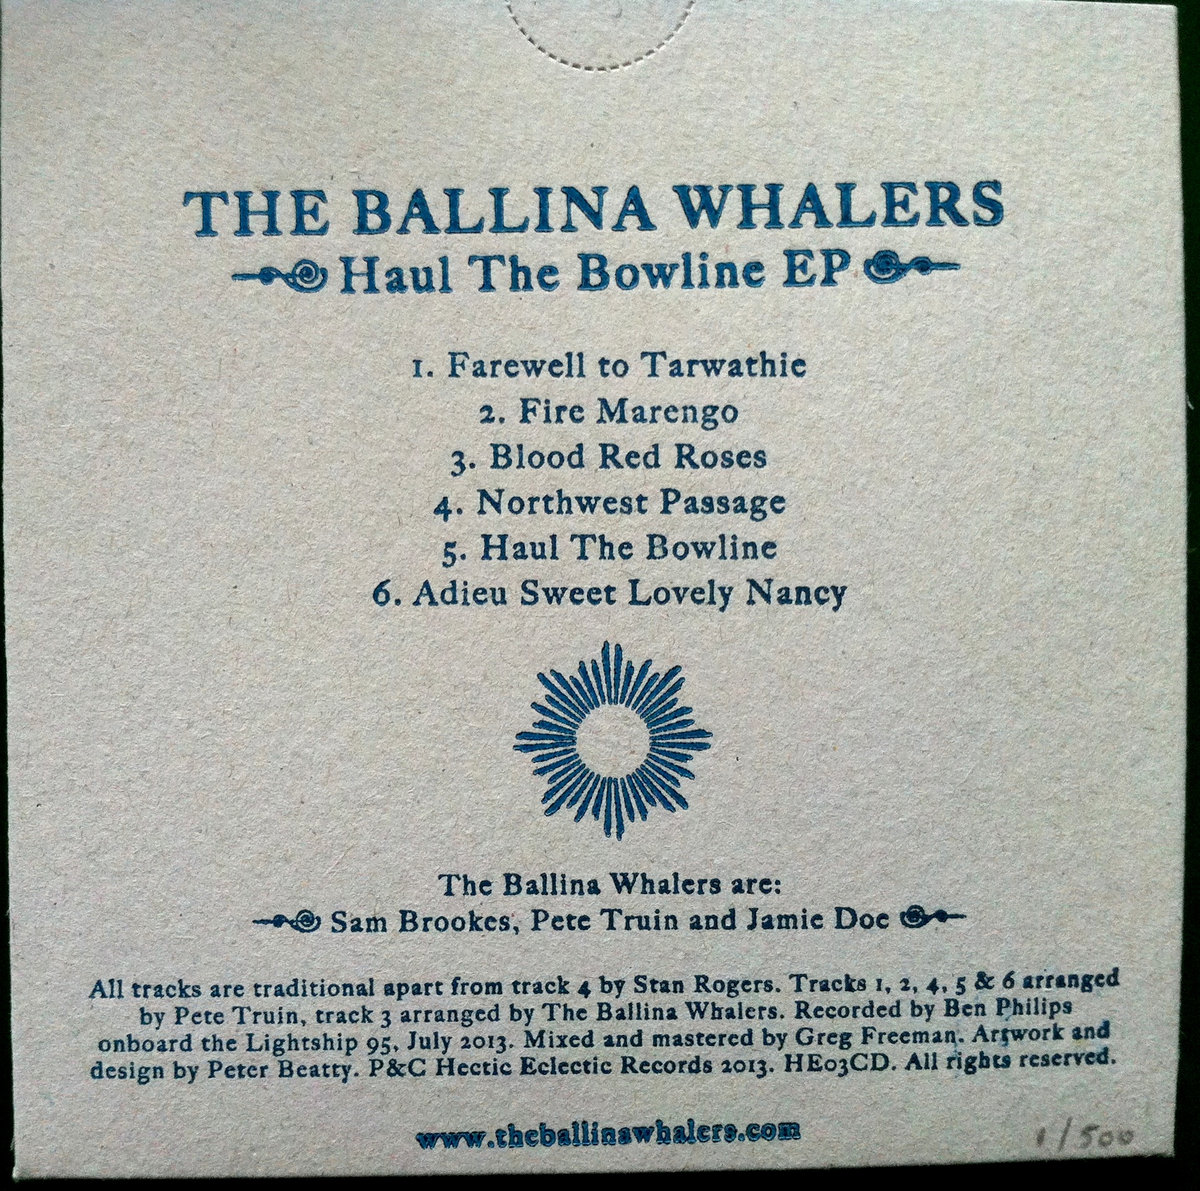 THE BALLINA WHALERS
Haul The Bowline EP
1. Farewell to Tarwathie
2. Fire Marengo
3. Blood Red Roses
4. Northwest Passage
5. Haul The Bowline
6. Adieu Sweet Lovely Nancy
The Ballina Whalers are:
Sam Brookes, Pete Truin and Jamie Doe
All tracks are traditional apart from track 4 by Stan Rogers. Tracks 1, 2, 4, 5 & 6 arranged
by Pete Truin, track 3 arranged by The Ballina Whalers. Recorded by Ben Philips
onboard the Lightship 95, July 2013. Mixed and mastered by Greg Freeman. Artwork and
design by Peter Beatty. P&C Hectic Eclectic Records 2013. HE03CD. All rights reserved.
www.theballinawhalers.com
1/500